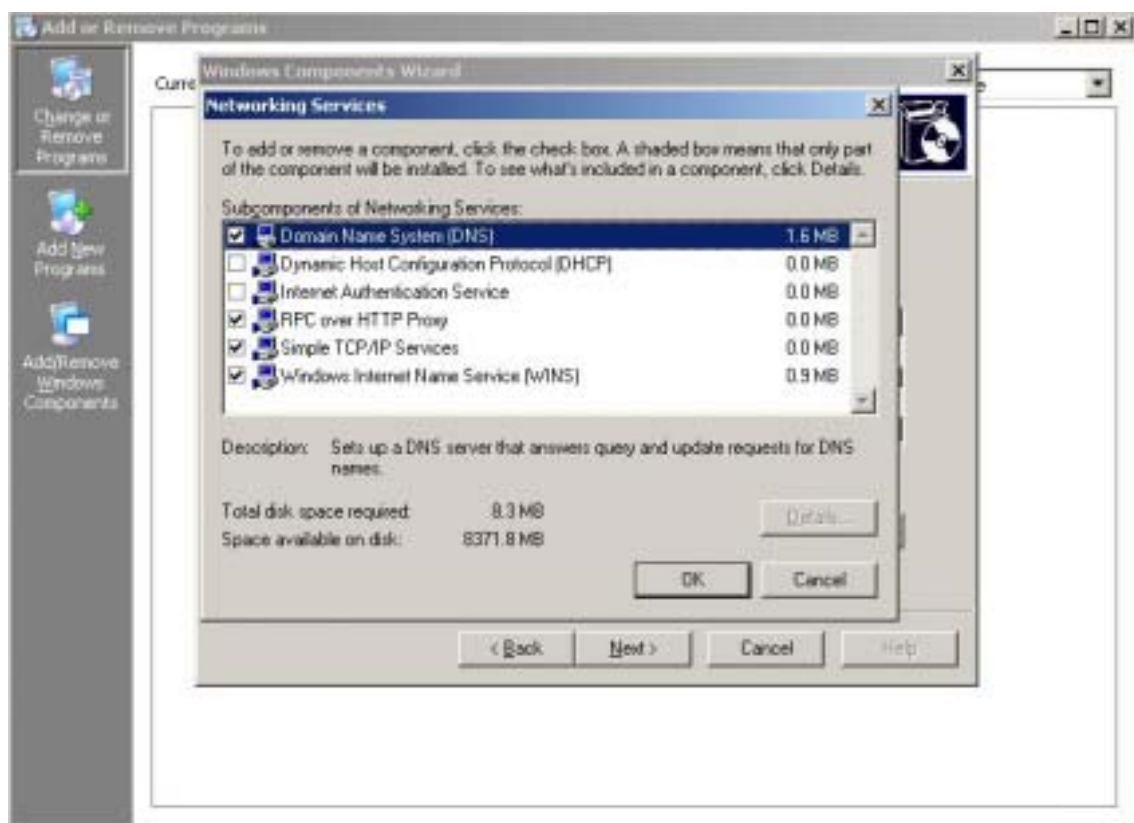 Add or Remove Programs
Change or
Remove
Programs
Add New
Programs
Add/Remove
Windows
Components
Curre
Windows Components Wizard
Networking Services
To add or remove a component, click the check box. A shaded box means that only part
of the component will be installed. To see what's included in a component, click Details.
Subcomponents of Networking Services:
Domain Name System (DNS) 1.6 MB
Dynamic Host Configuration Protocol (DHCP) 0.0 MB
Internet Authentication Service 0.0 MB
RPC over HTTP Proxy 0.0 MB
Simple TCP/IP Services 0.0 MB
Windows Internet Name Service (WINS) 0.9 MB
Description: Sets up a DNS server that answers query and update requests for DNS
names.
Total disk space required: 8.3 MB
Space available on disk: 8371.8 MB
Details...
OK Cancel
< Back Next > Cancel Help